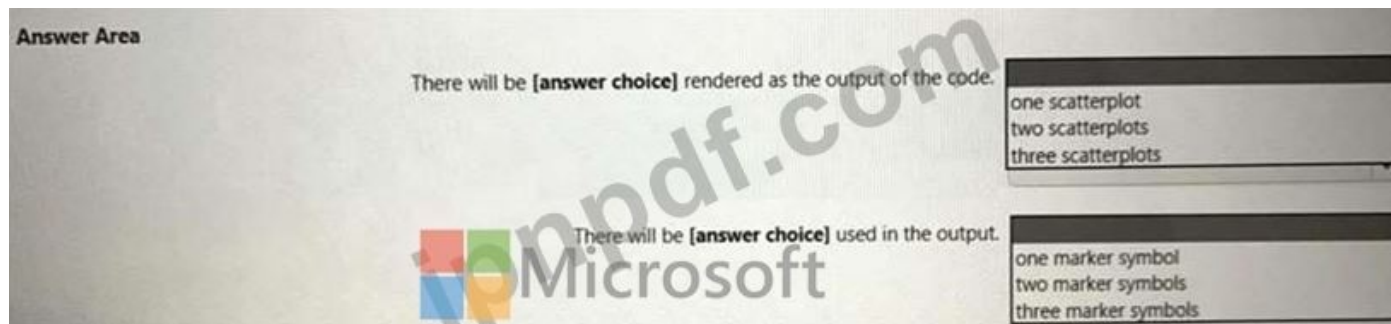 Answer Area
There will be [answer choice] rendered as the output of the code.
one scatterplot
two scatterplots
three scatterplots
There will be [answer choice] used in the output.
one marker symbol
two marker symbols
three marker symbols
Microsoft
jpnpdf.com